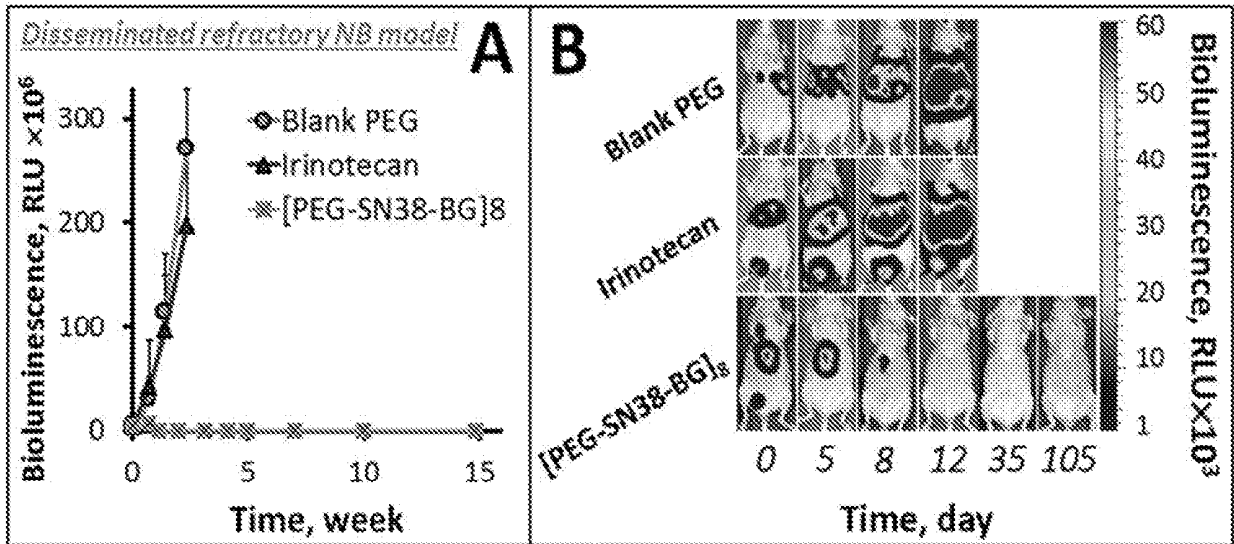 Disseminated refractory NB model
A
Bioluminescence, RLU ×10⁶
300
200
100
0
Blank PEG
Irinotecan
[PEG-SN38-BG]8
0
5
10
15
Time, week
B
Blank PEG
Irinotecan
[PEG-SN38-BG]₈
0
5
8
12
35
105
Time, day
60
50
40
30
20
10
1
Bioluminescence, RLU×10³